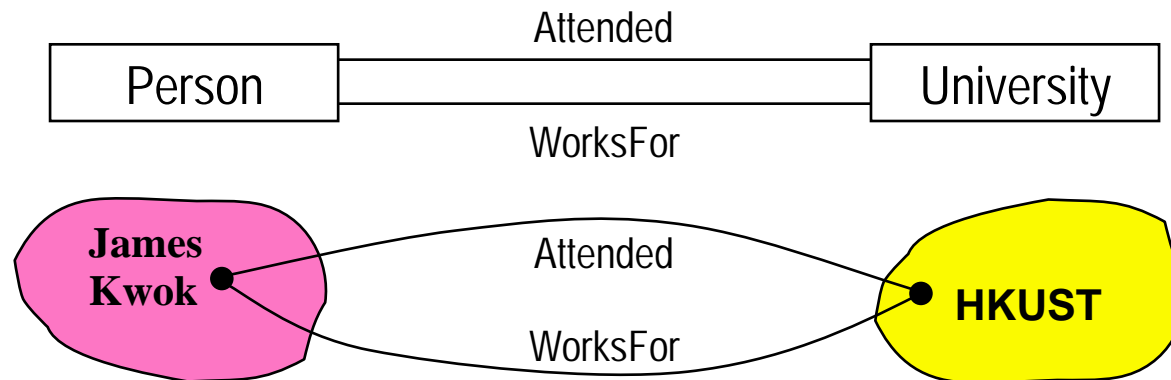 Attended
Person
University
WorksFor
James
Kwok
Attended
HKUST
WorksFor